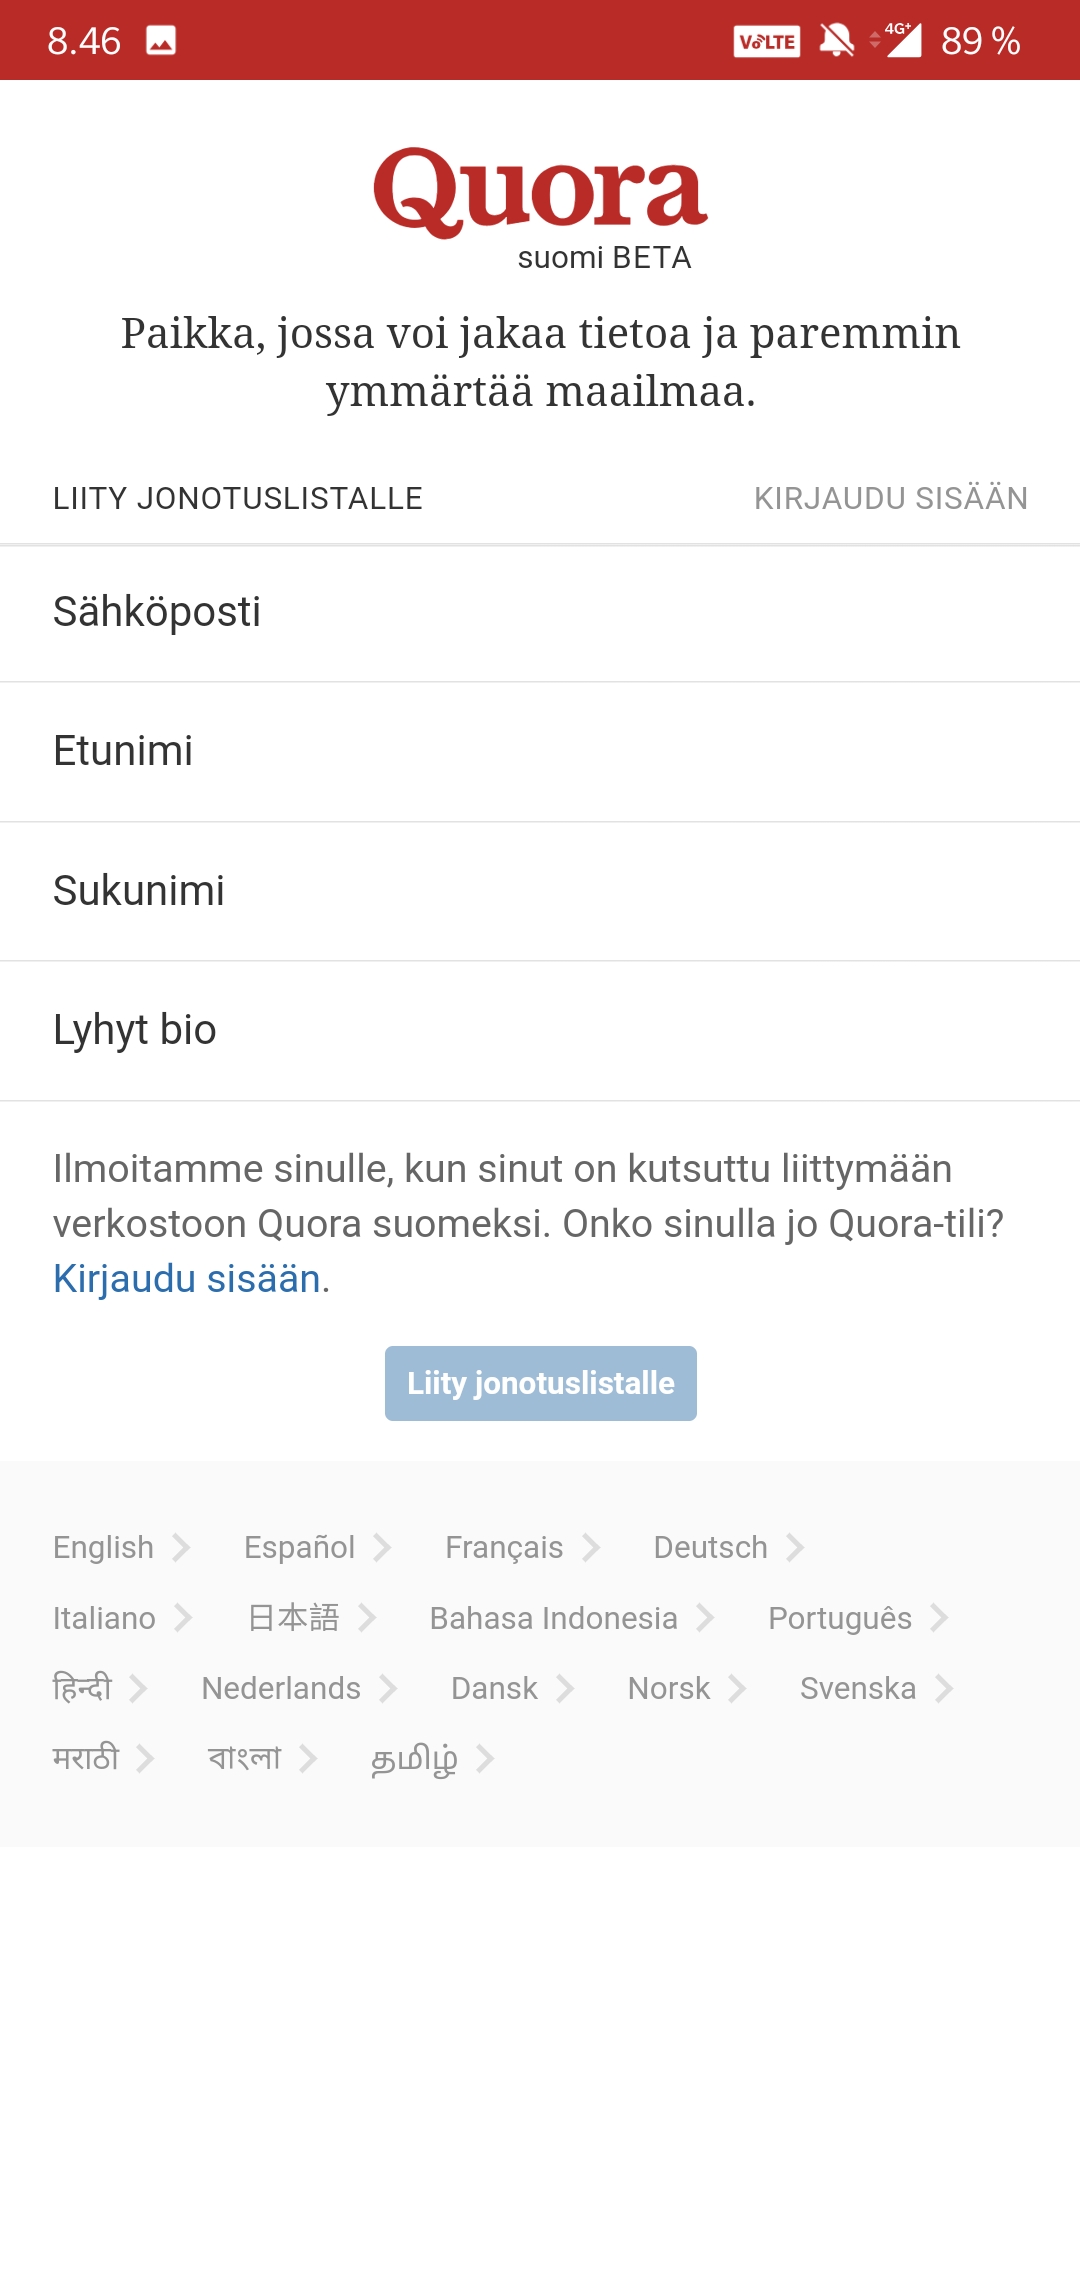 8.46 VoLTE 4G+ 89 %
Quora
suomi BETA
Paikka, jossa voi jakaa tietoa ja paremmin
ymmärtää maailmaa.
LIITY JONOTUSLISTALLE KIRJAUDU SISÄÄN
Sähköposti
Etunimi
Sukunimi
Lyhyt bio
Ilmoitamme sinulle, kun sinut on kutsuttu liittymään
verkostoon Quora suomeksi. Onko sinulla jo Quora-tili?
Kirjaudu sisään.
Liity jonotuslistalle
English Español Français Deutsch
Italiano 日本語 Bahasa Indonesia Português
हिन्दी Nederlands Dansk Norsk Svenska
मराठी বাংলা தமிழ்